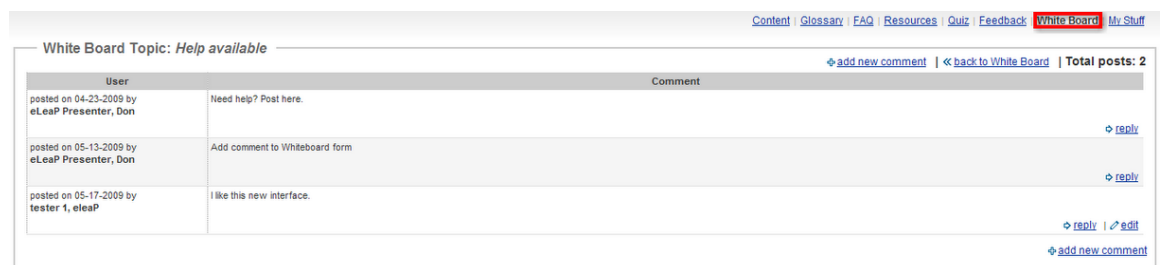 Content | Glossary | FAQ | Resources | Quiz | Feedback | White Board | My Stuff
White Board Topic: Help available
add new comment | « back to White Board | Total posts: 2
User Comment
posted on 04-23-2009 by Need help? Post here.
eLeaP Presenter, Don
reply
posted on 05-13-2009 by Add comment to Whiteboard form
eLeaP Presenter, Don
reply
posted on 05-17-2009 by I like this new interface.
tester 1, eleaP
reply | edit
add new comment